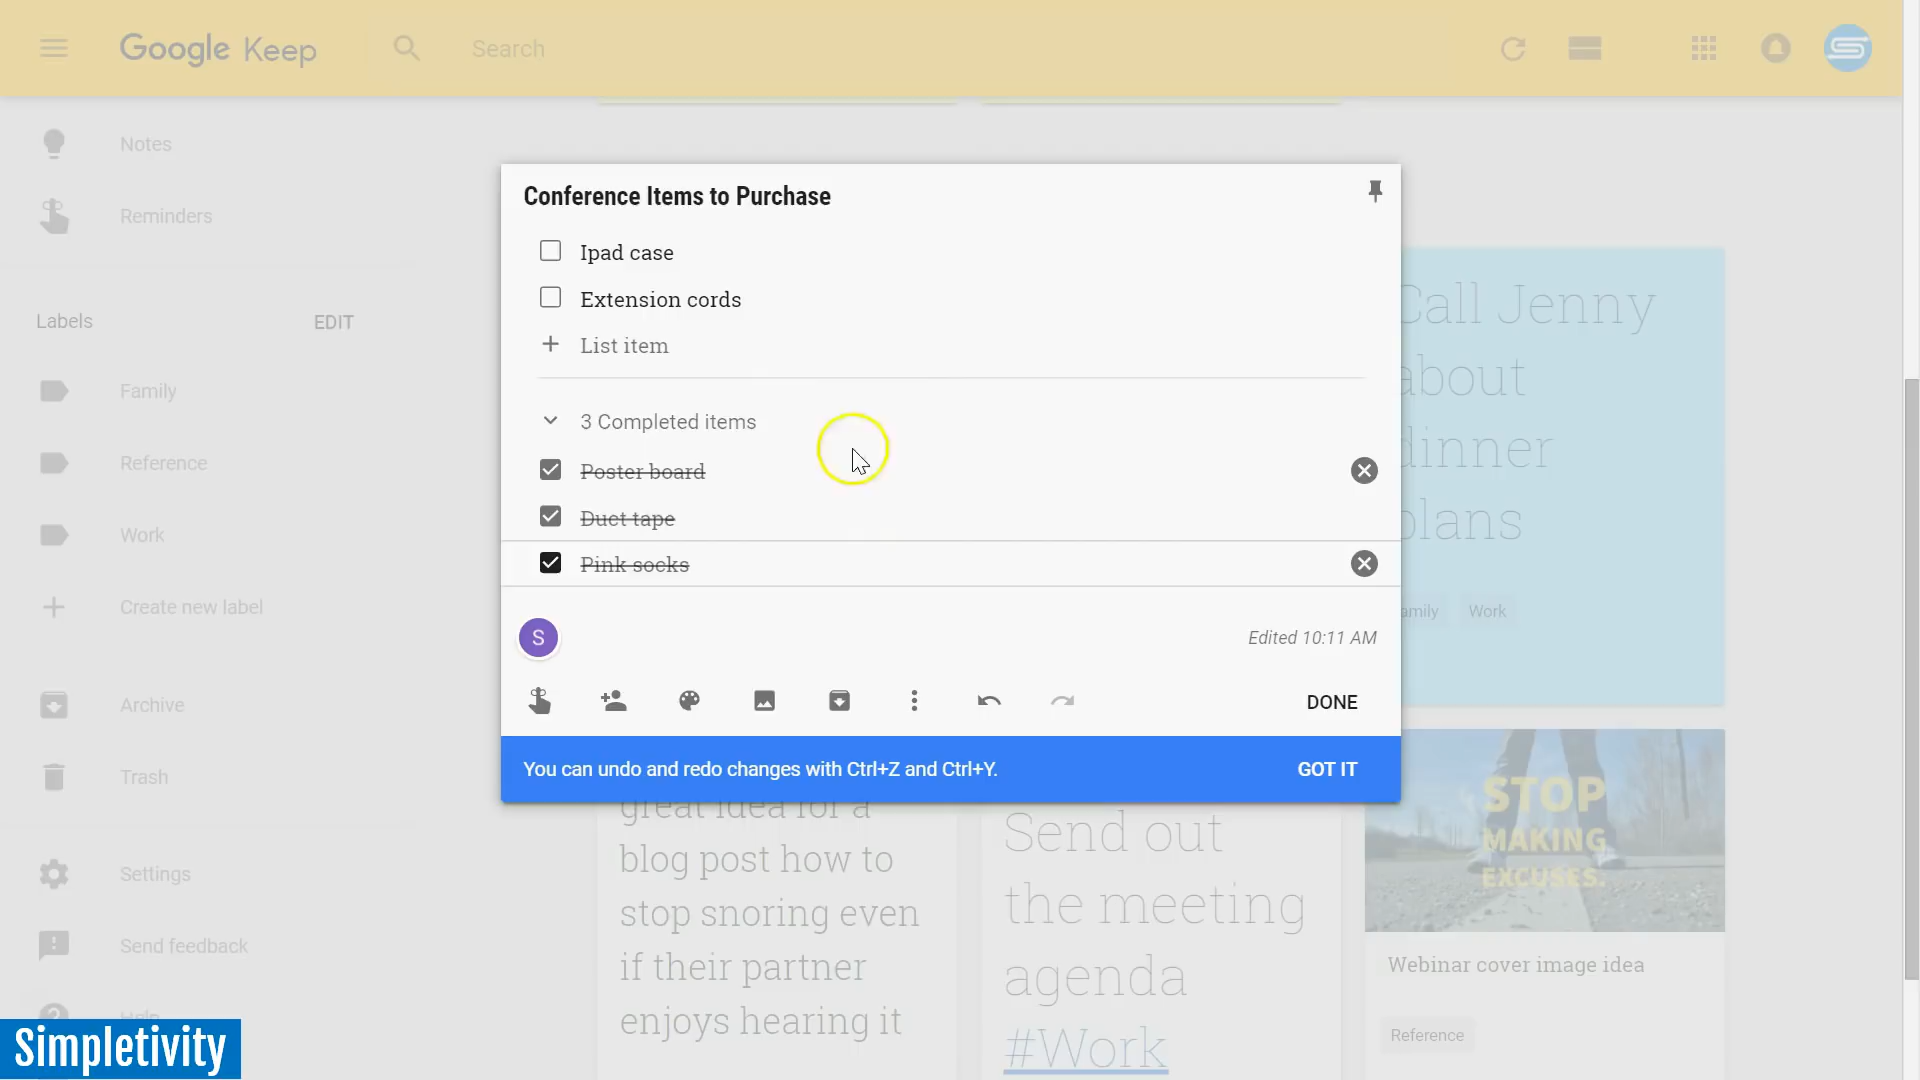 Google Keep
Search
Notes
Reminders
Labels
EDIT
Family
Reference
Work
Create new label
Archive
Trash
Settings
Send feedback
Help
Simpletivity
Conference Items to Purchase
Ipad case
Extension cords
List item
3 Completed items
Poster board
Duct tape
Pink socks
S
Edited 10:11 AM
DONE
You can undo and redo changes with Ctrl+Z and Ctrl+Y.
GOT IT
great idea for a
blog post how to
stop snoring even
if their partner
enjoys hearing it
Send out
the meeting
agenda
#Work
Call Jenny
about
dinner
plans
amily
Work
STOP
MAKING
EXCUSES.
Webinar cover image idea
Reference